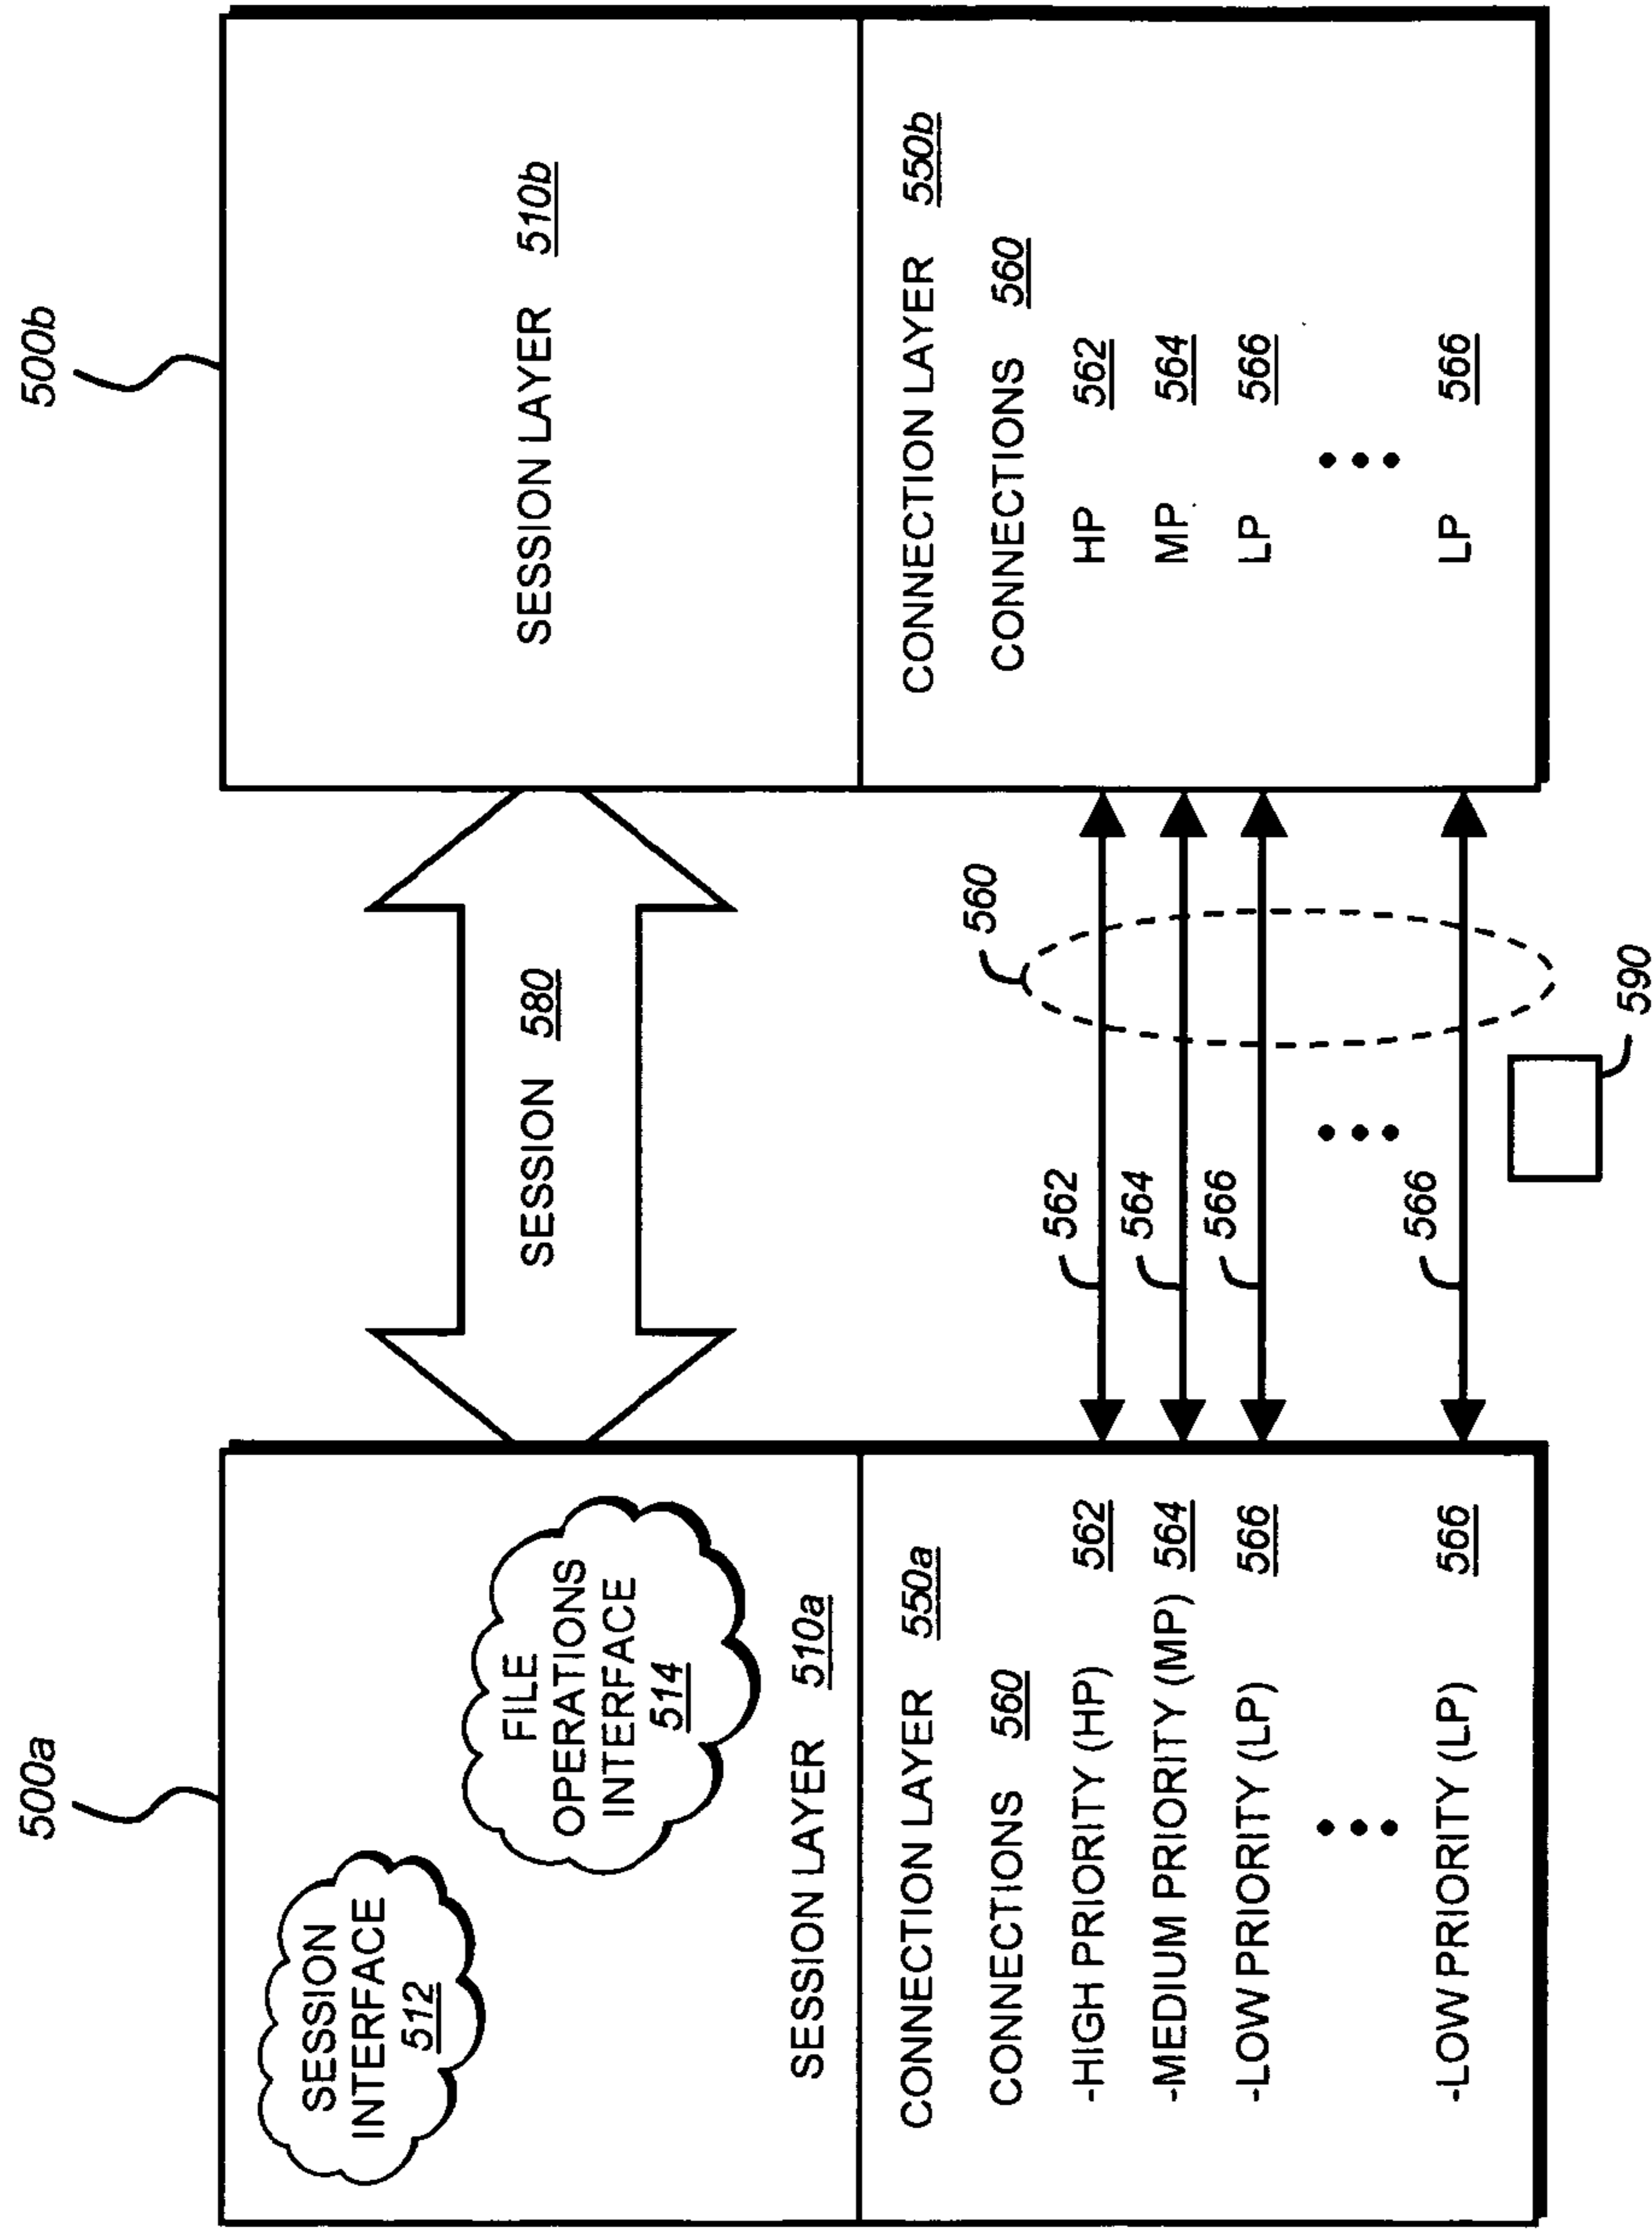 500a
SESSION
INTERFACE
512
FILE
OPERATIONS
INTERFACE
514
SESSION LAYER 510a
CONNECTION LAYER 550a
CONNECTIONS 560
-HIGH PRIORITY (HP) 562
-MEDIUM PRIORITY (MP) 564
-LOW PRIORITY (LP) 566
-LOW PRIORITY (LP) 566
SESSION 580
560
562
564
566
566
590
500b
SESSION LAYER 510b
CONNECTION LAYER 550b
CONNECTIONS 560
HP 562
MP 564
LP 566
LP 566